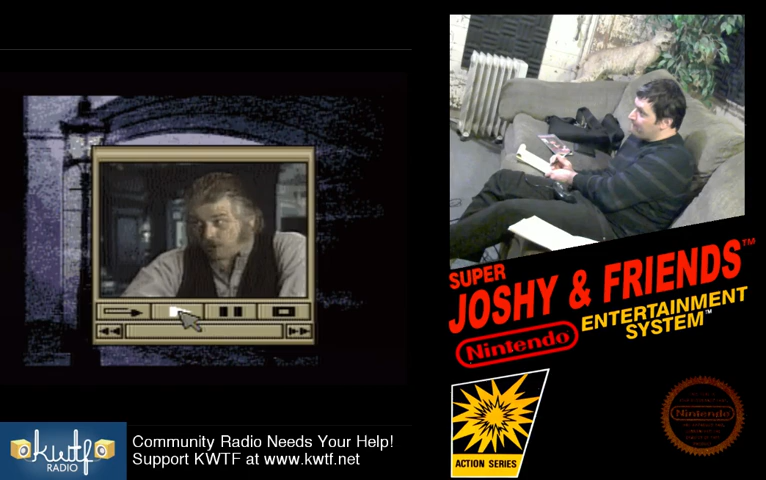 SUPER
JOSHY & FRIENDS™
Nintendo
ENTERTAINMENT
SYSTEM™
ACTION SERIES
Nintendo
kwtf
RADIO
Community Radio Needs Your Help!
Support KWTF at www.kwtf.net